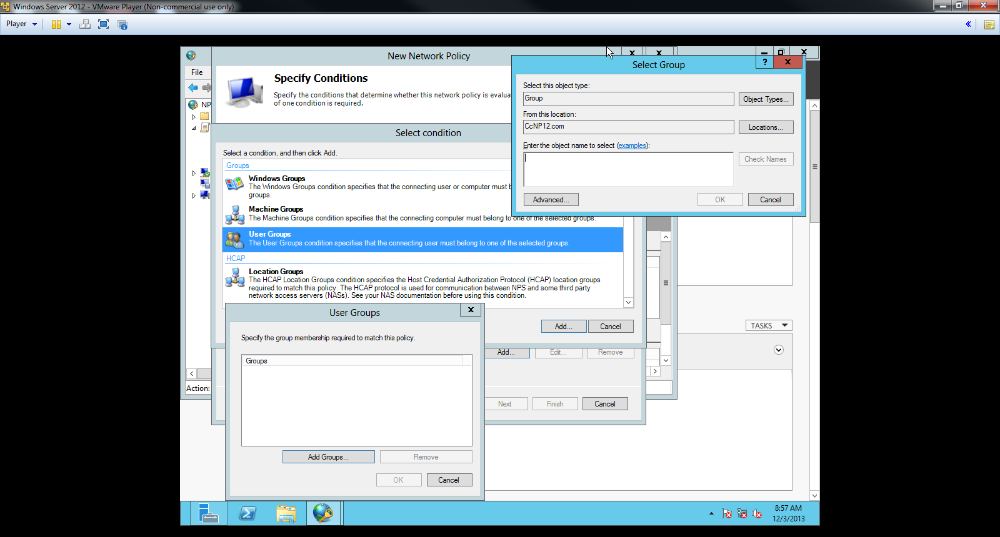 Windows Server 2012 - VMware Player (Non-commercial use only)
Player
New Network Policy
File
Specify Conditions
Specify the conditions that determine whether this network policy is
of one condition is required.
NP
Select condition
Select a condition, and then click Add.
Groups
Windows Groups
The Windows Groups condition specifies that the connecting user or computer must
groups.
Machine Groups
The Machine Groups condition specifies that the connecting computer must belong to one of the selected groups.
User Groups
The User Groups condition specifies that the connecting user must belong to one of the selected groups.
HCAP
Location Groups
The HCAP Location Groups condition specifies the Host Credential Authorization Protocol (HCAP) location groups
required to match this policy. The HCAP protocol is used for communication between NPS and some third party
network access servers (NASs). See your NAS documentation before using this condition.
Add...
Cancel
Select Group
?
Select this object type:
Group
Object Types...
From this location:
CcNP12.com
Locations...
Enter the object name to select (examples):
Check Names
Advanced...
OK
Cancel
User Groups
Specify the group membership required to match this policy.
Groups
Add Groups...
Remove
OK
Cancel
Add...
Edit...
Remove
Next
Finish
Cancel
Action:
TASKS
8:57 AM
12/3/2013